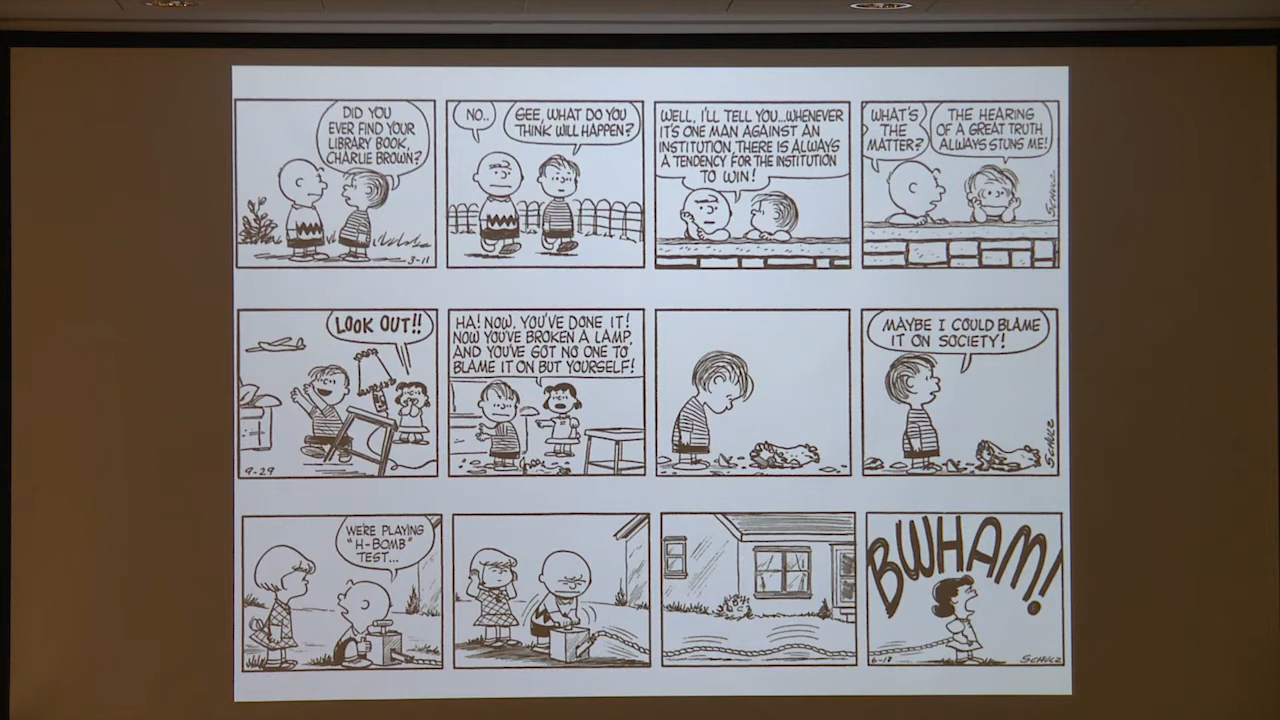 DID YOU
EVER FIND YOUR
LIBRARY BOOK,
CHARLIE BROWN?
3-11
NO..
GEE, WHAT DO YOU
THINK WILL HAPPEN?
WELL, I'LL TELL YOU...WHENEVER
IT'S ONE MAN AGAINST AN
INSTITUTION, THERE IS ALWAYS
A TENDENCY FOR THE INSTITUTION
TO WIN!
WHAT'S
THE
MATTER?
THE HEARING
OF A GREAT TRUTH
ALWAYS STUNS ME!
SCHULZ
LOOK OUT!!
9-29
HA! NOW, YOU'VE DONE IT!
NOW YOU'VE BROKEN A LAMP,
AND YOU'VE GOT NO ONE TO
BLAME IT ON BUT YOURSELF!
MAYBE I COULD BLAME
IT ON SOCIETY!
SCHULZ
WE'RE PLAYING
"H-BOMB"
TEST...
BWHAM!
6-18
SCHULZ